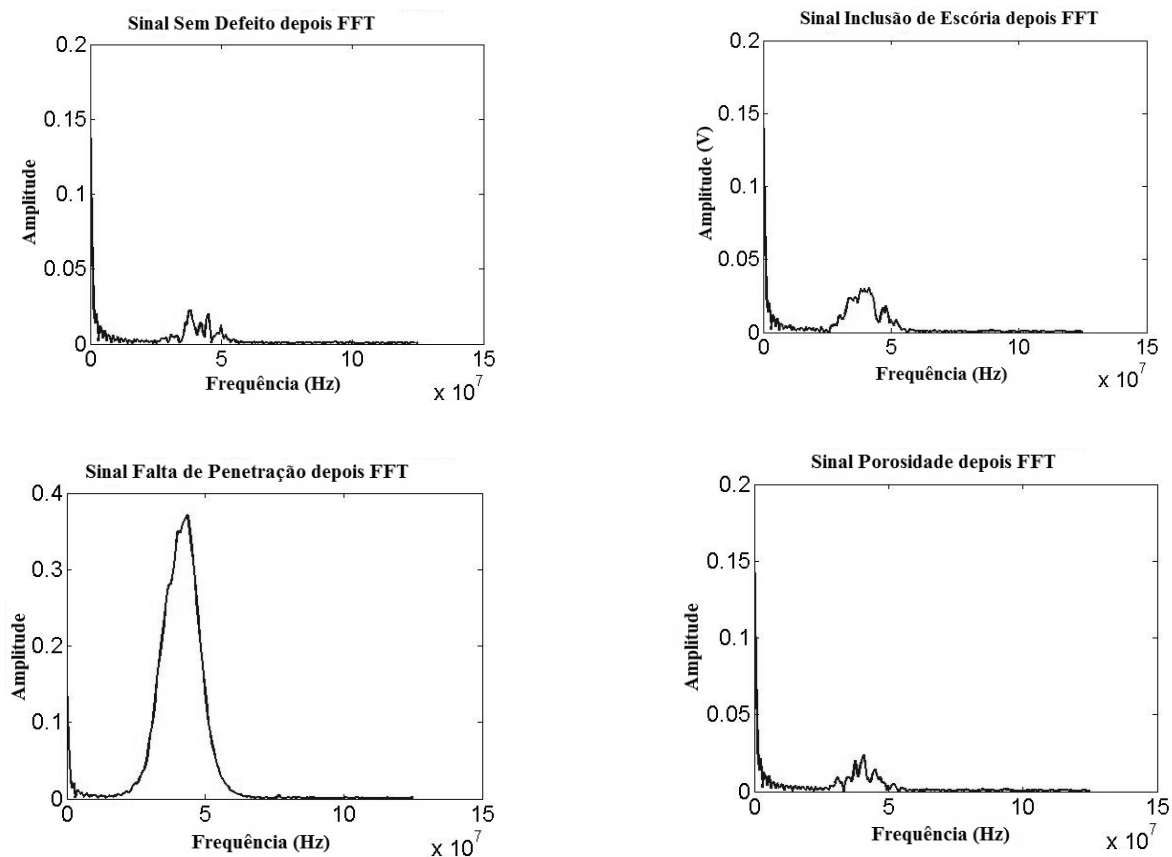 Sinal Sem Defeito depois FFT
0.2
0.15
0.1
0.05
0
Amplitude
0
5
10
15
Frequência (Hz)
x 10^7
Sinal Inclusão de Escória depois FFT
0.2
0.15
0.1
0.05
0
Amplitude (V)
0
5
10
15
Frequência (Hz)
x 10^7
Sinal Falta de Penetração depois FFT
0.4
0.3
0.2
0.1
0
Amplitude
0
5
10
15
Frequência (Hz)
x 10^7
Sinal Porosidade depois FFT
0.2
0.15
0.1
0.05
0
Amplitude
0
5
10
15
Frequência (Hz)
x 10^7